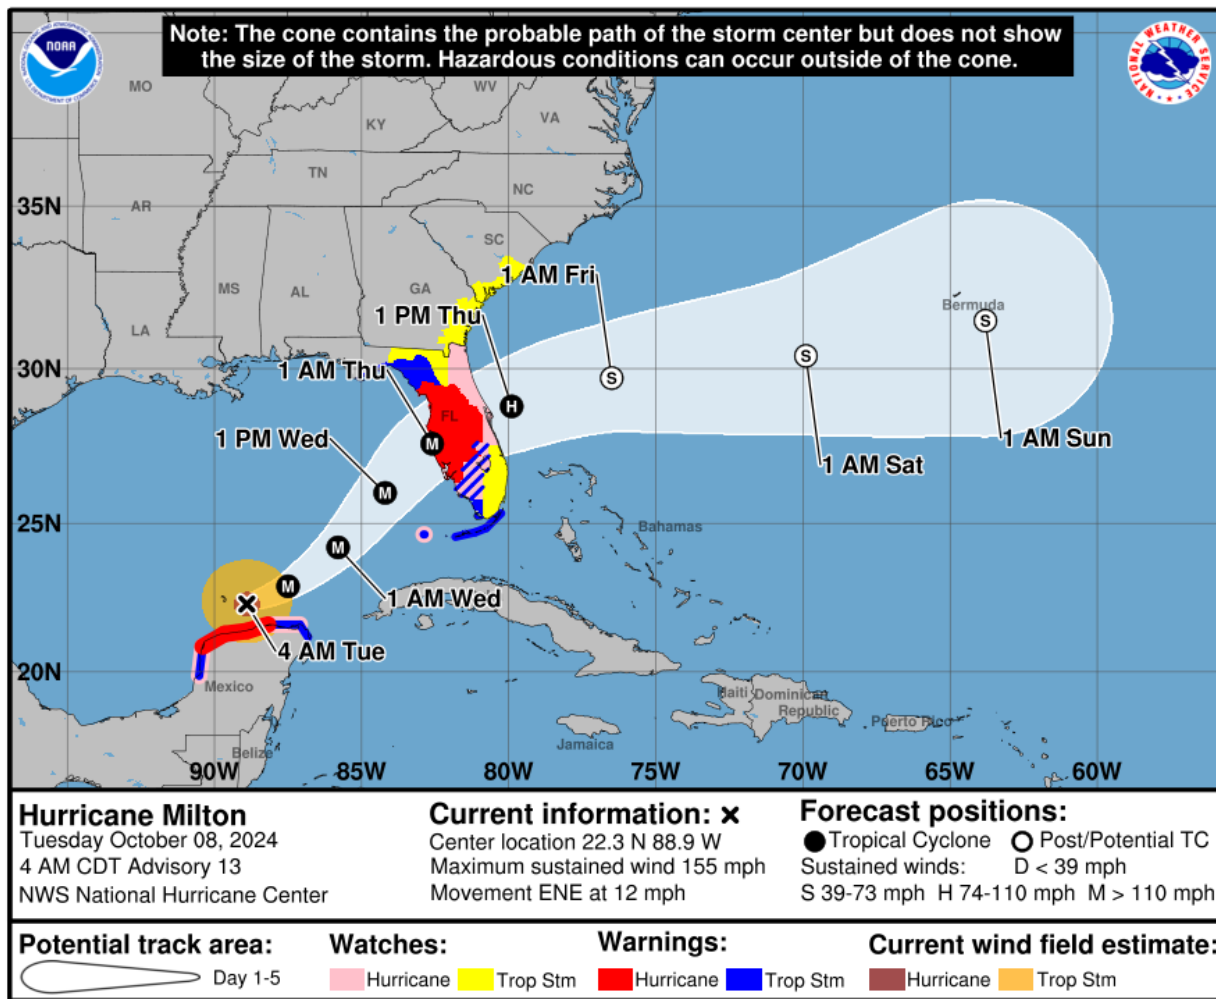 Note: The cone contains the probable path of the storm center but does not show
the size of the storm. Hazardous conditions can occur outside of the cone.
NOAA
NATIONAL WEATHER SERVICE
MO
WV
KY
VA
TN
NC
35N
AR
SC
1 AM Fri
MS
AL
GA
Bermuda
S
1 PM Thu
LA
S
30N
1 AM Thu
S
H
FL
1 PM Wed
M
1 AM Sun
1 AM Sat
M
25N
Bahamas
M
M
1 AM Wed
4 AM Tue
20N
Mexico
Haiti
Dominican
Republic
Puerto Rico
Jamaica
Belize
90W
85W
80W
75W
70W
65W
60W
Hurricane Milton
Tuesday October 08, 2024
4 AM CDT Advisory 13
NWS National Hurricane Center
Current information:
Center location 22.3 N 88.9 W
Maximum sustained wind 155 mph
Movement ENE at 12 mph
Forecast positions:
Tropical Cyclone
Post/Potential TC
Sustained winds:
D < 39 mph
S 39-73 mph H 74-110 mph M > 110 mph
Potential track area:
Day 1-5
Watches:
Hurricane
Trop Stm
Warnings:
Hurricane
Trop Stm
Current wind field estimate:
Hurricane
Trop Stm